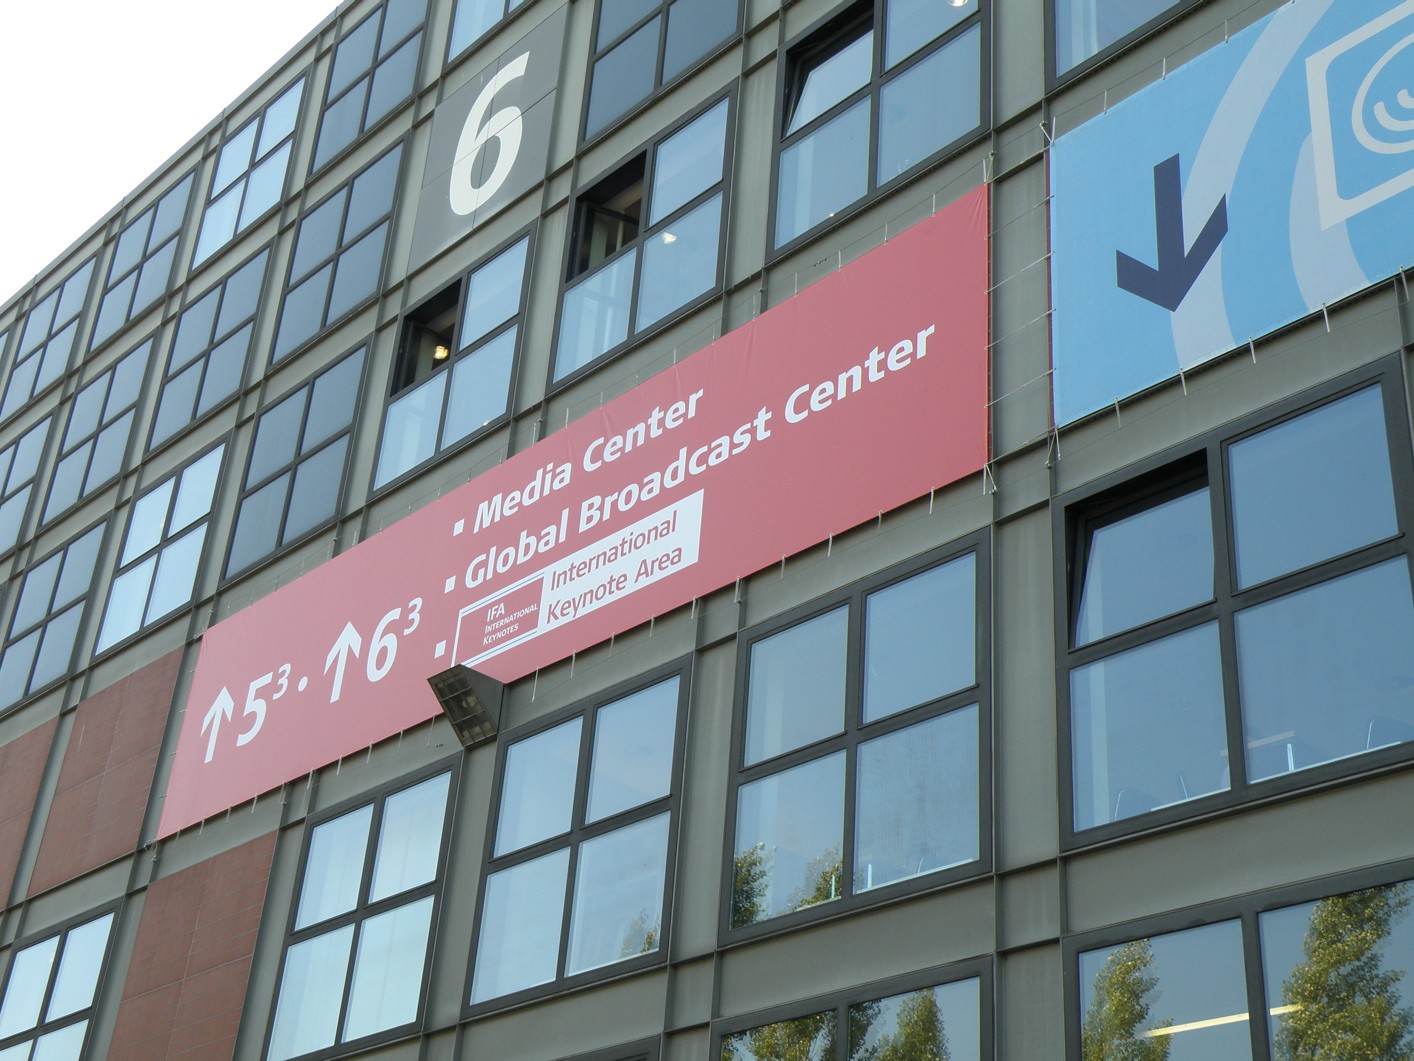 6
▪ Media Center
▪ Global Broadcast Center
▪ IFA
INTERNATIONAL
KEYNOTES
International
Keynote Area
↑5³ · ↑6³